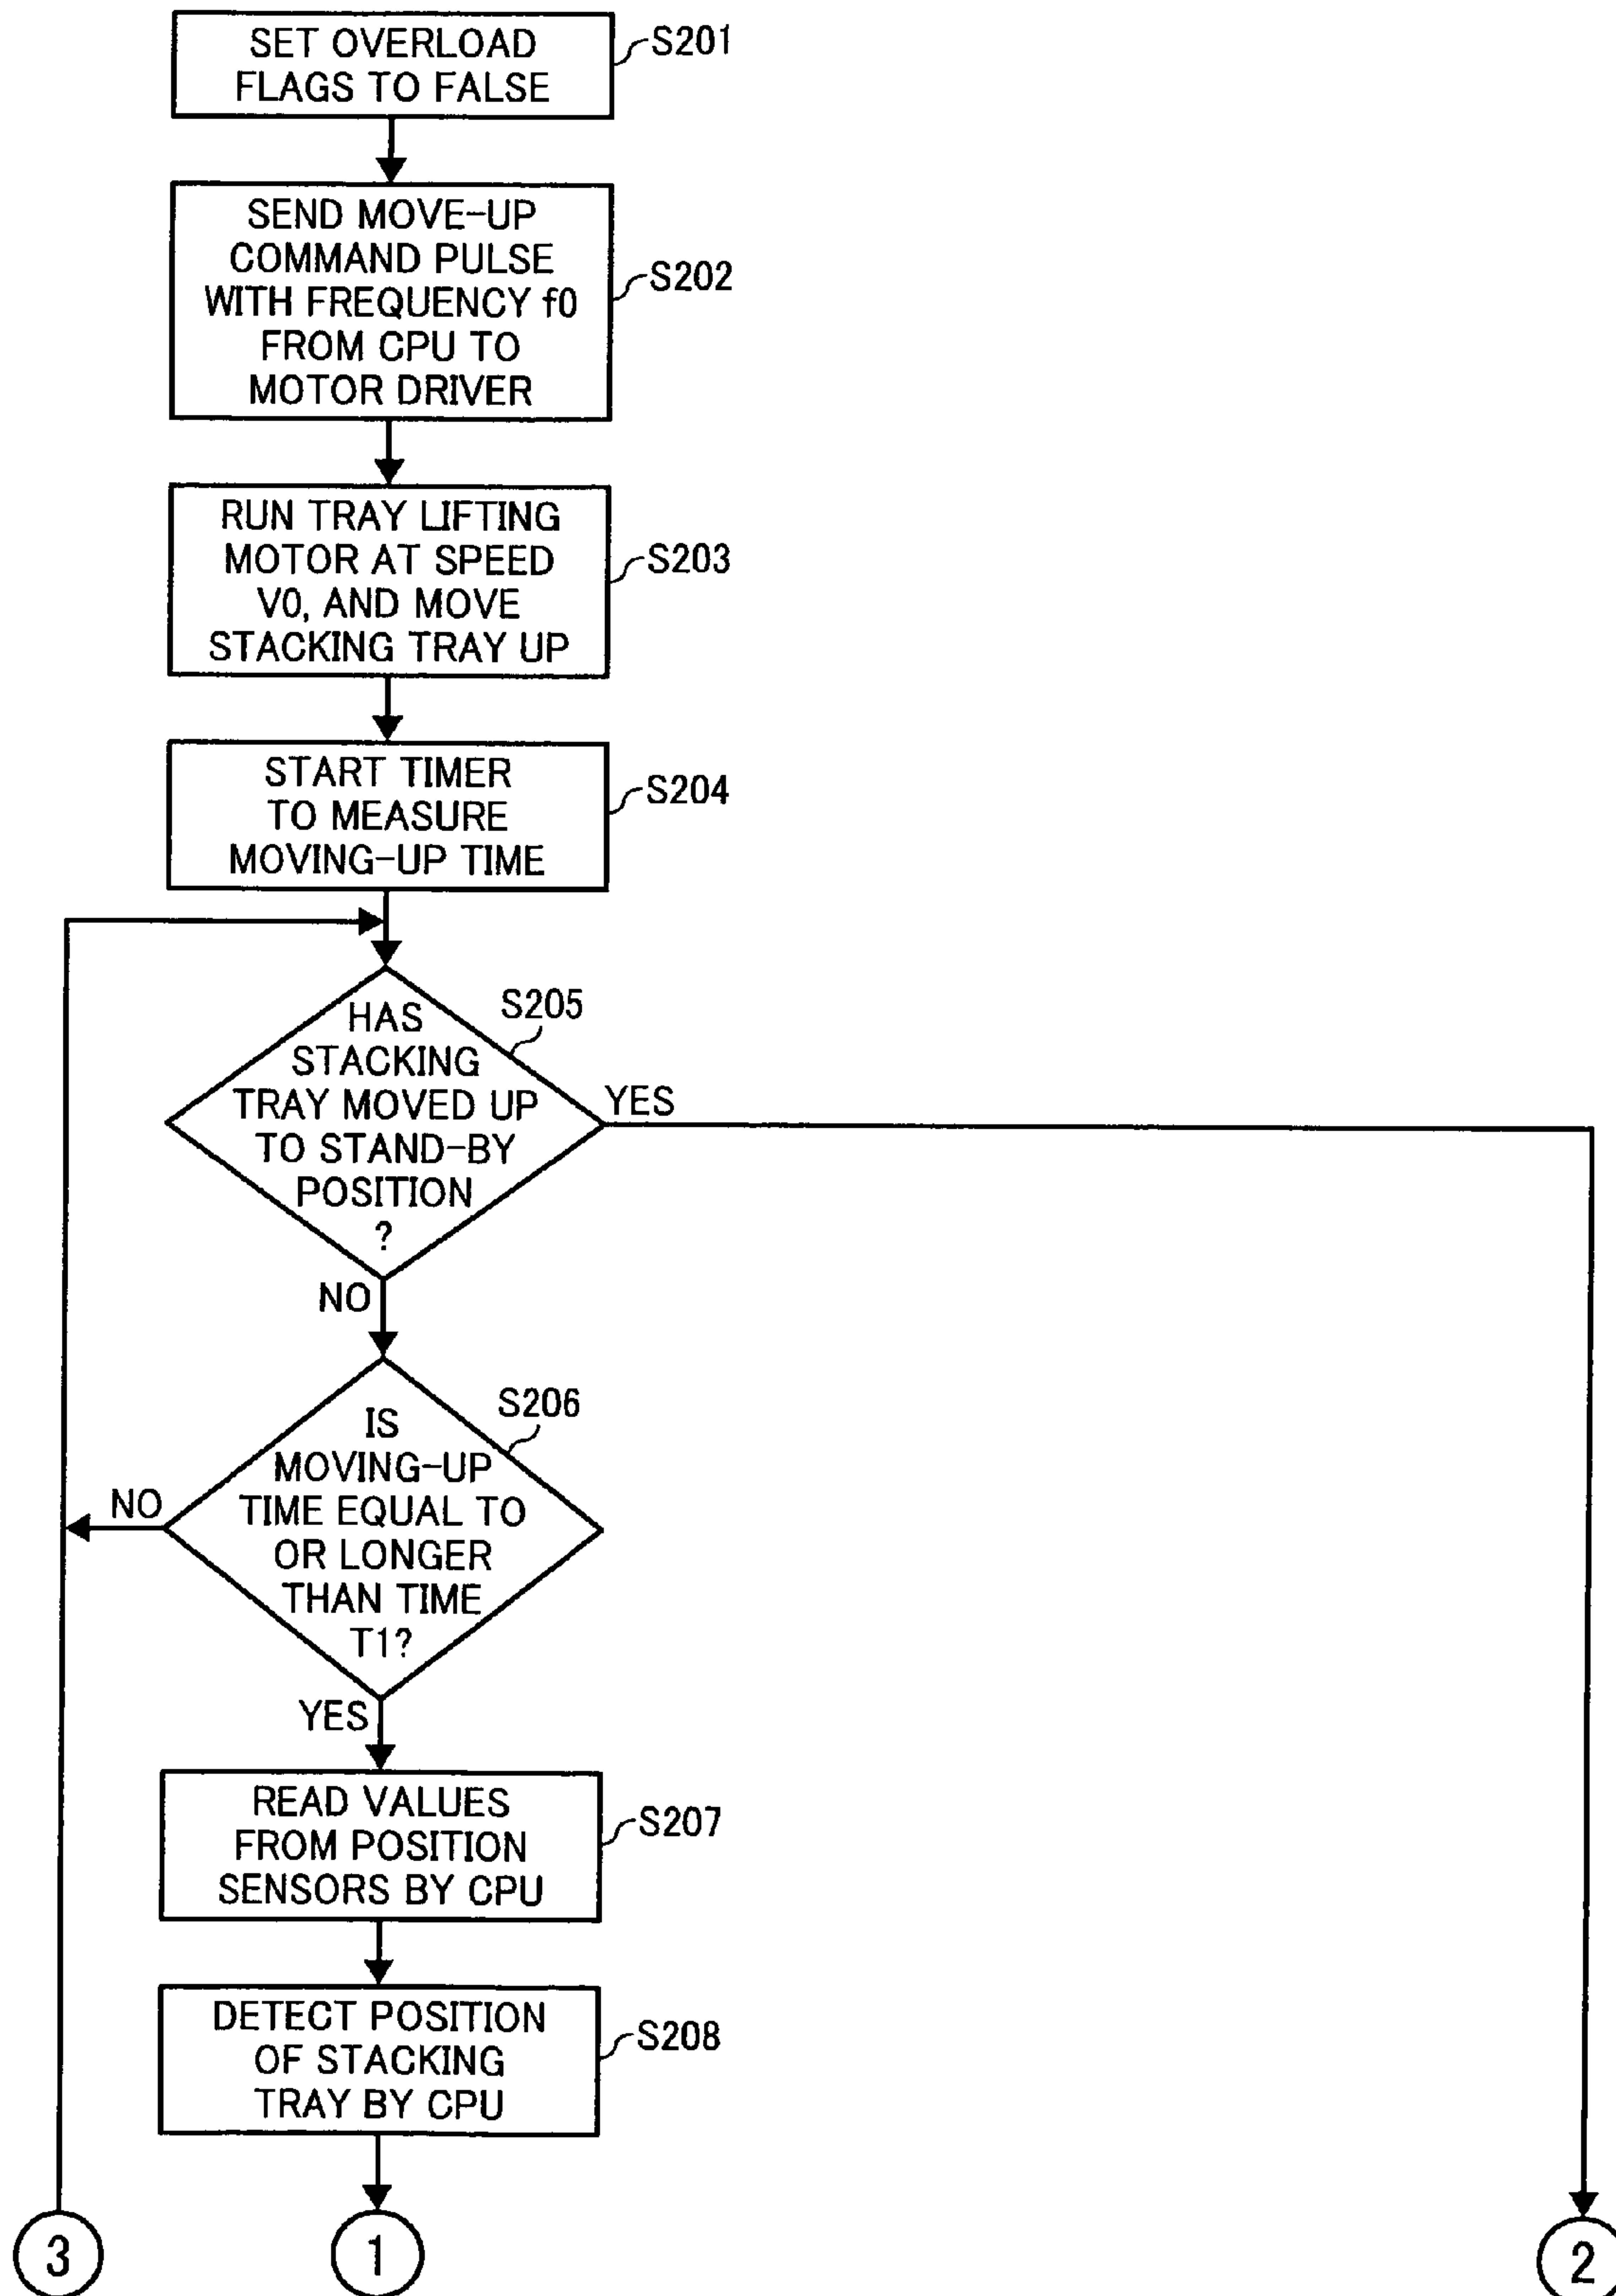 SET OVERLOAD
FLAGS TO FALSE
S201
SEND MOVE-UP
COMMAND PULSE
WITH FREQUENCY f0
FROM CPU TO
MOTOR DRIVER
S202
RUN TRAY LIFTING
MOTOR AT SPEED
V0, AND MOVE
STACKING TRAY UP
S203
START TIMER
TO MEASURE
MOVING-UP TIME
S204
HAS
STACKING
TRAY MOVED UP
TO STAND-BY
POSITION
?
S205
YES
NO
IS
MOVING-UP
TIME EQUAL TO
OR LONGER
THAN TIME
T1?
S206
NO
YES
READ VALUES
FROM POSITION
SENSORS BY CPU
S207
DETECT POSITION
OF STACKING
TRAY BY CPU
S208
3
1
2